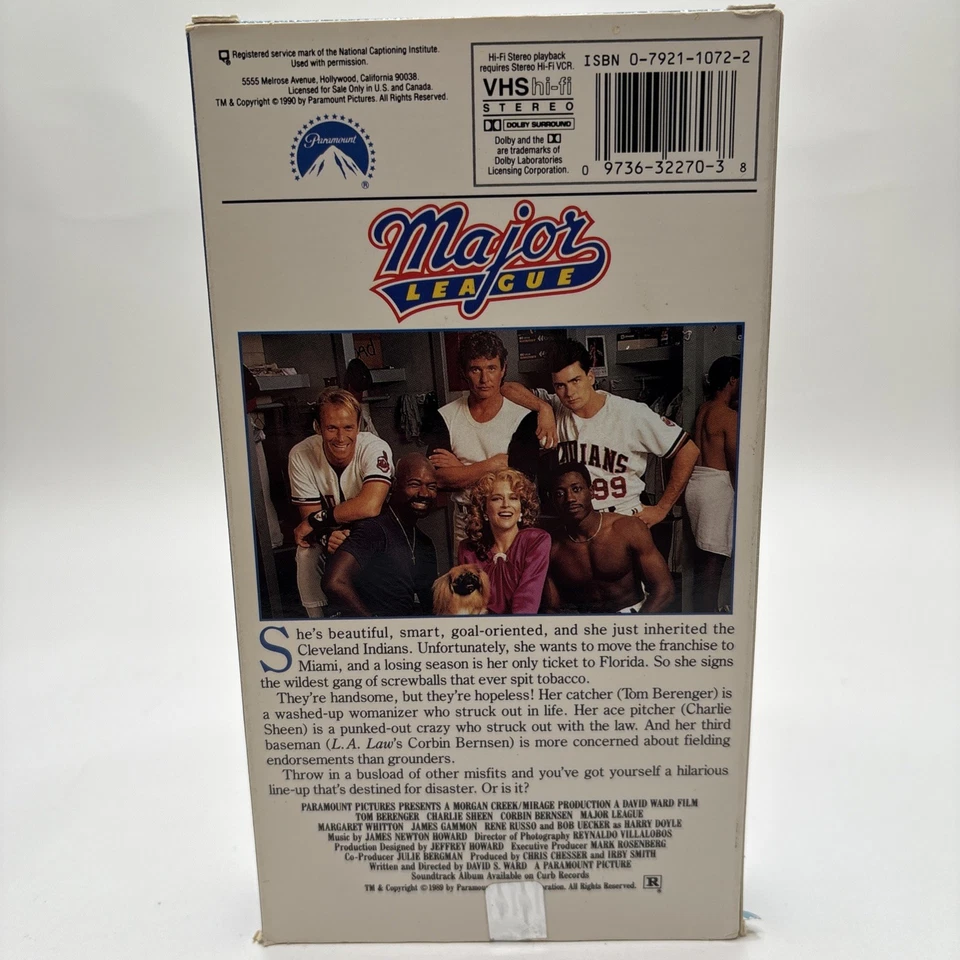 Registered service mark of the National Captioning Institute.
Used with permission.
5555 Melrose Avenue, Hollywood, California 90038.
Licensed for Sale Only in U.S. and Canada.
TM & Copyright © 1990 by Paramount Pictures. All Rights Reserved.
Paramount
®
Hi-Fi Stereo playback
requires Stereo Hi-Fi VCR.
VHS hi-fi
STEREO
DOLBY SURROUND
Dolby and the
are trademarks of
Dolby Laboratories
Licensing Corporation.
ISBN 0-7921-1072-2
0 9736-32270-3 8
Major
LEAGUE
INDIANS
99
She's beautiful, smart, goal-oriented, and she just inherited the
Cleveland Indians. Unfortunately, she wants to move the franchise to
Miami, and a losing season is her only ticket to Florida. So she signs
the wildest gang of screwballs that ever spit tobacco.
They're handsome, but they're hopeless! Her catcher (Tom Berenger) is
a washed-up womanizer who struck out in life. Her ace pitcher (Charlie
Sheen) is a punked-out crazy who struck out with the law. And her third
baseman (L.A. Law's Corbin Bernsen) is more concerned about fielding
endorsements than grounders.
Throw in a busload of other misfits and you've got yourself a hilarious
line-up that's destined for disaster. Or is it?
PARAMOUNT PICTURES PRESENTS A MORGAN CREEK/MIRAGE PRODUCTION A DAVID WARD FILM
TOM BERENGER CHARLIE SHEEN CORBIN BERNSEN MAJOR LEAGUE
MARGARET WHITTON JAMES GAMMON RENE RUSSO and BOB UECKER as HARRY DOYLE
Music by JAMES NEWTON HOWARD Director of Photography REYNALDO VILLALOBOS
Production Designed by JEFFREY HOWARD Executive Producer MARK ROSENBERG
Co-Producer JULIE BERGMAN Produced by CHRIS CHESSER and IRBY SMITH
Written and Directed by DAVID S. WARD A PARAMOUNT PICTURE
Soundtrack Album Available on Curb Records
TM & Copyright © 1989 by Paramou oration. All Rights Reserved. R